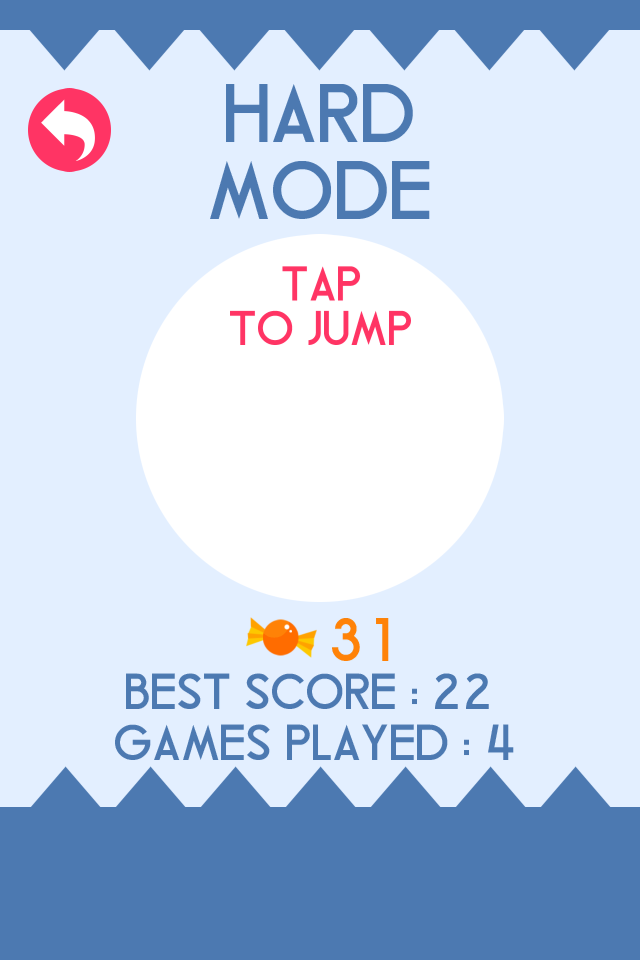 HARD
MODE
TAP
TO JUMP
31
BEST SCORE : 22
GAMES PLAYED : 4